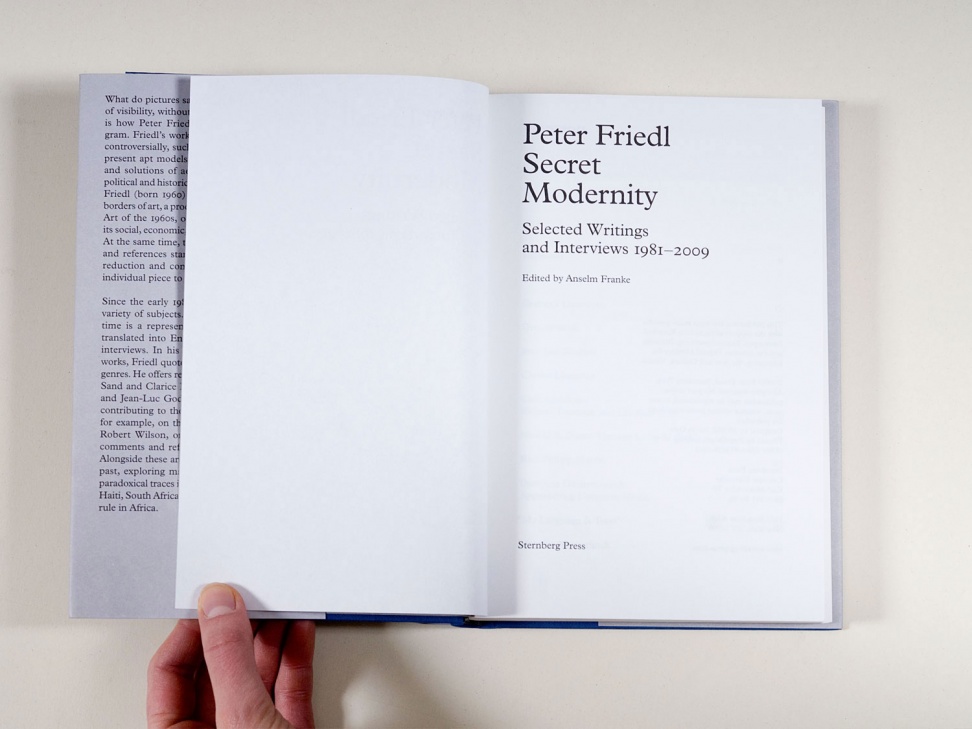 What do pictures
of visibility, withou
is how Peter Fried
gram. Friedl's work
controversially, suc
present apt models
and solutions of
political and historic
Friedl (born 1960)
borders of art, a pro
Art of the 1960s,
its social, economic
At the same time,
and references sta
reduction and con
individual piece to
Since the early 198
variety of subjects.
time is a represen
translated into En
interviews. In his
works, Friedl quot
genres. He offers re
Sand and Clarice
and Jean-Luc God
contributing to the
for example, on th
Robert Wilson, o
comments and ref
Alongside these ar
past, exploring m
paradoxical traces i
Haiti, South Africa
rule in Africa.
Peter Friedl
Secret
Modernity
Selected Writings
and Interviews 1981–2009
Edited by Anselm Franke
Sternberg Press